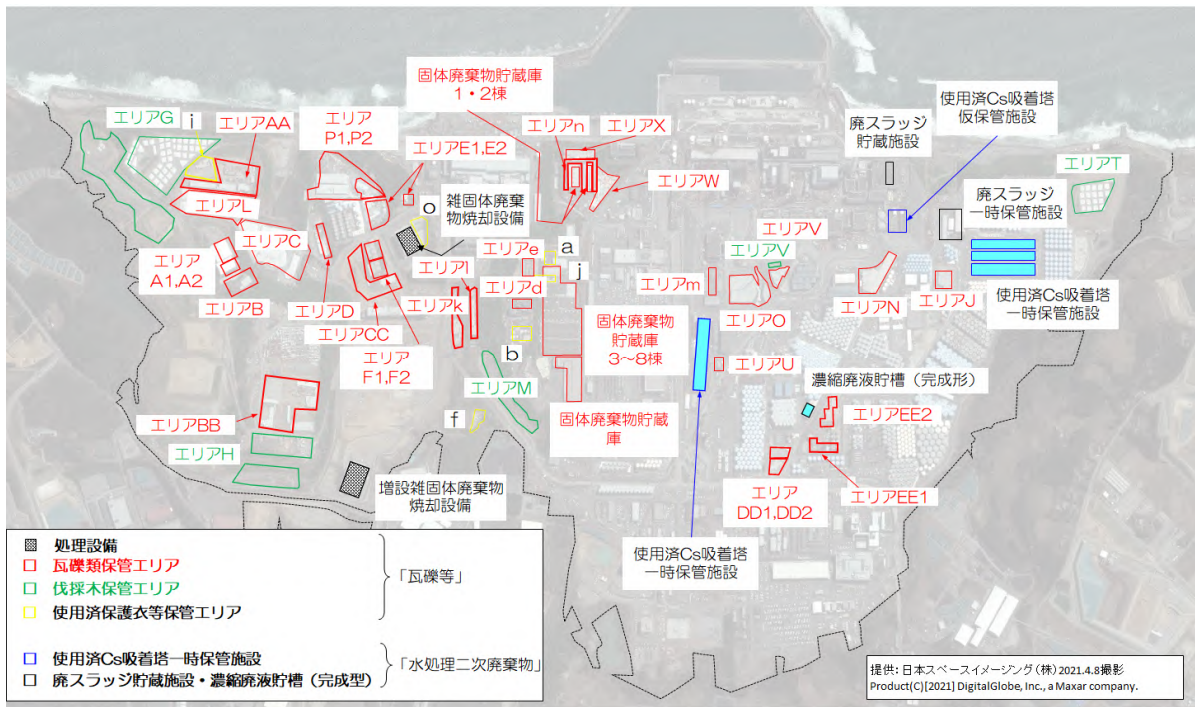 固体廃棄物貯蔵庫
1・2棟
エリアG
i
エリアAA
エリア
P1,P2
エリアE1,E2
エリアn
エリアX
エリアW
使用済Cs吸着塔
仮保管施設
廃スラッジ
貯蔵施設
エリアT
廃スラッジ
一時保管施設
エリアL
o
雑固体廃棄
物焼却設備
エリアC
エリア
A1,A2
エリアB
エリアD
エリアCC
エリアk
エリア
F1,F2
エリアl
エリアe
エリアd
a
j
b
エリアm
エリアV
エリアV
エリアO
エリアN
エリアJ
使用済Cs吸着塔
一時保管施設
固体廃棄物
貯蔵庫
3～8棟
エリアU
濃縮廃液貯槽（完成形）
エリアEE2
エリアM
f
固体廃棄物貯蔵
庫
エリアBB
エリアH
増設雑固体廃棄物
焼却設備
エリア
DD1,DD2
エリアEE1
使用済Cs吸着塔
一時保管施設
処理設備
瓦礫類保管エリア
伐採木保管エリア
使用済保護衣等保管エリア
「瓦礫等」
使用済Cs吸着塔一時保管施設
廃スラッジ貯蔵施設・濃縮廃液貯槽（完成型）
「水処理二次廃棄物」
提供：日本スペースイメージング（株）2021.4.8撮影
Product(C)[2021] DigitalGlobe, Inc., a Maxar company.